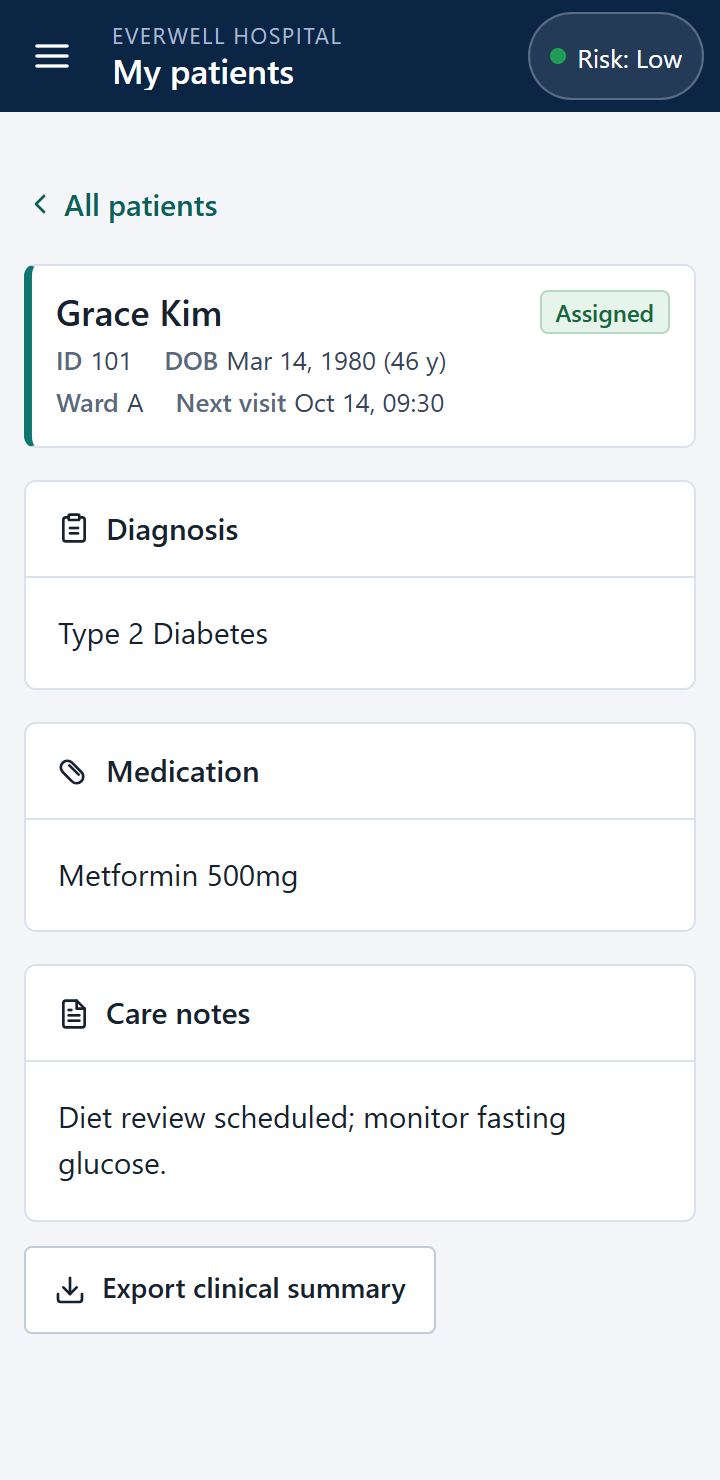 EVERWELL HOSPITAL
My patients
Risk: Low
All patients
Grace Kim
Assigned
ID 101 DOB Mar 14, 1980 (46 y)
Ward A Next visit Oct 14, 09:30
Diagnosis
Type 2 Diabetes
Medication
Metformin 500mg
Care notes
Diet review scheduled; monitor fasting
glucose.
Export clinical summary